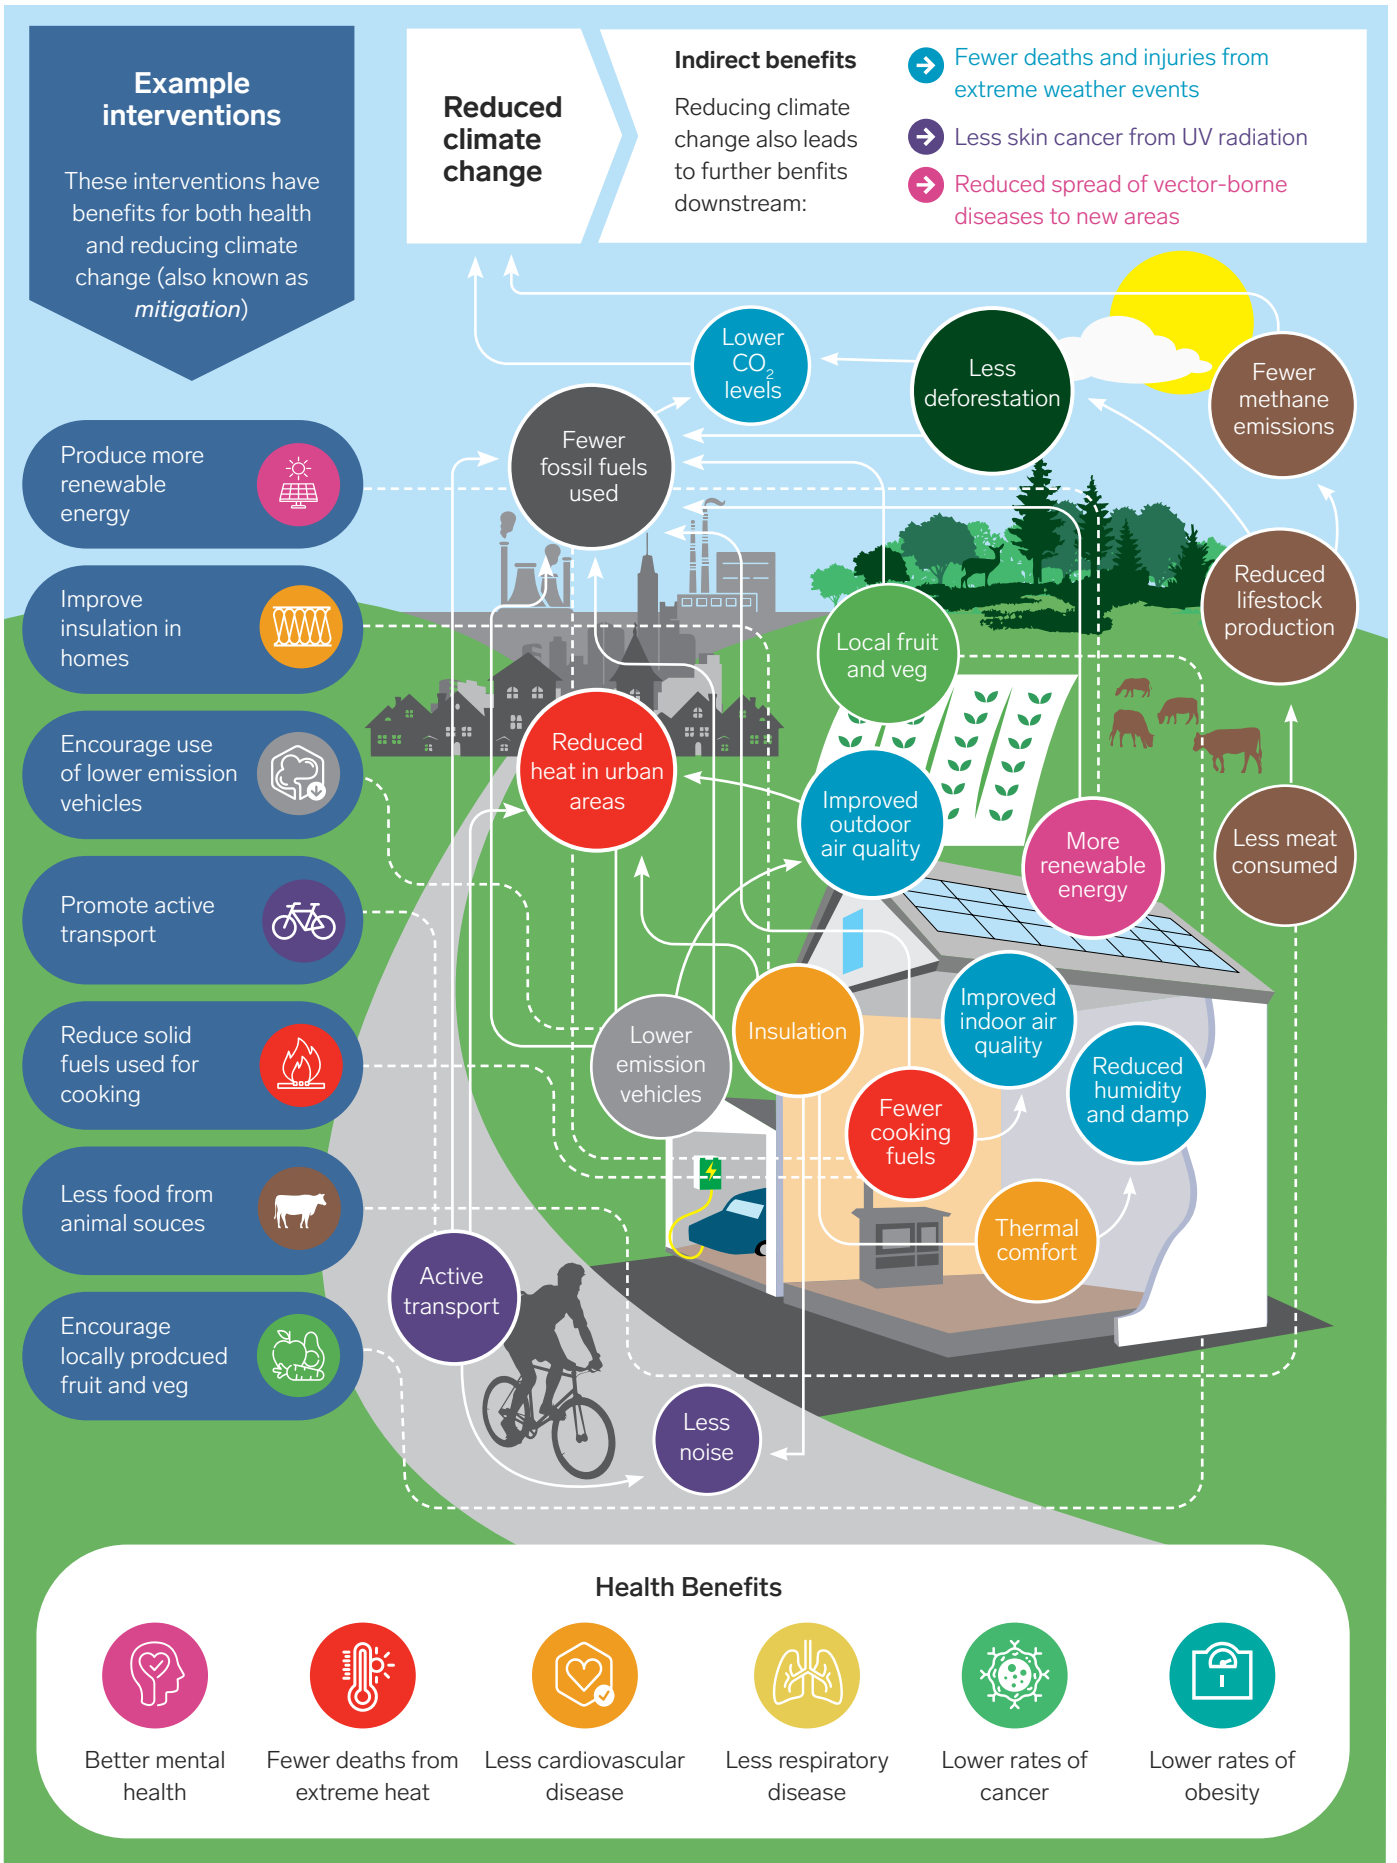 Example
interventions
These interventions have
benefits for both health
and reducing climate
change (also known as
mitigation)
Reduced
climate
change
Indirect benefits
Reducing climate
change also leads
to further benfits
downstream:
Fewer deaths and injuries from
extreme weather events
Less skin cancer from UV radiation
Reduced spread of vector-borne
diseases to new areas
Lower
CO2
levels
Less
deforestation
Fewer
methane
emissions
Fewer
fossil fuels
used
Produce more
renewable
energy
Improve
insulation in
homes
Encourage use
of lower emission
vehicles
Promote active
transport
Reduce solid
fuels used for
cooking
Less food from
animal souces
Encourage
locally prodcued
fruit and veg
Reduced
lifestock
production
Local fruit
and veg
Reduced
heat in urban
areas
Improved
outdoor
air quality
More
renewable
energy
Less meat
consumed
Lower
emission
vehicles
Insulation
Improved
indoor air
quality
Reduced
humidity
and damp
Fewer
cooking
fuels
Thermal
comfort
Active
transport
Less
noise
Health Benefits
Better mental
health
Fewer deaths from
extreme heat
Less cardiovascular
disease
Less respiratory
disease
Lower rates of
cancer
Lower rates of
obesity